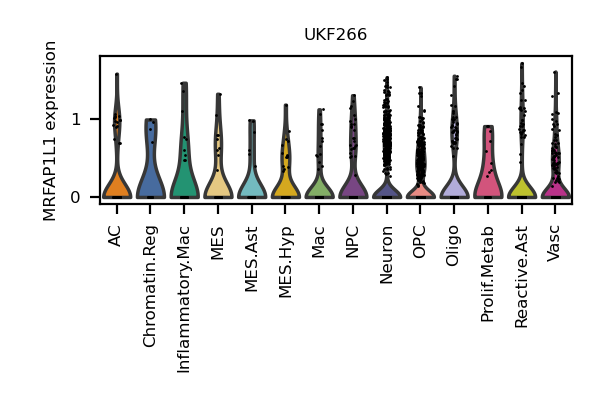 UKF266
MRFAP1L1 expression
1
0
AC
Chromatin.Reg
Inflammatory.Mac
MES
MES.Ast
MES.Hyp
Mac
NPC
Neuron
OPC
Oligo
Prolif.Metab
Reactive.Ast
Vasc